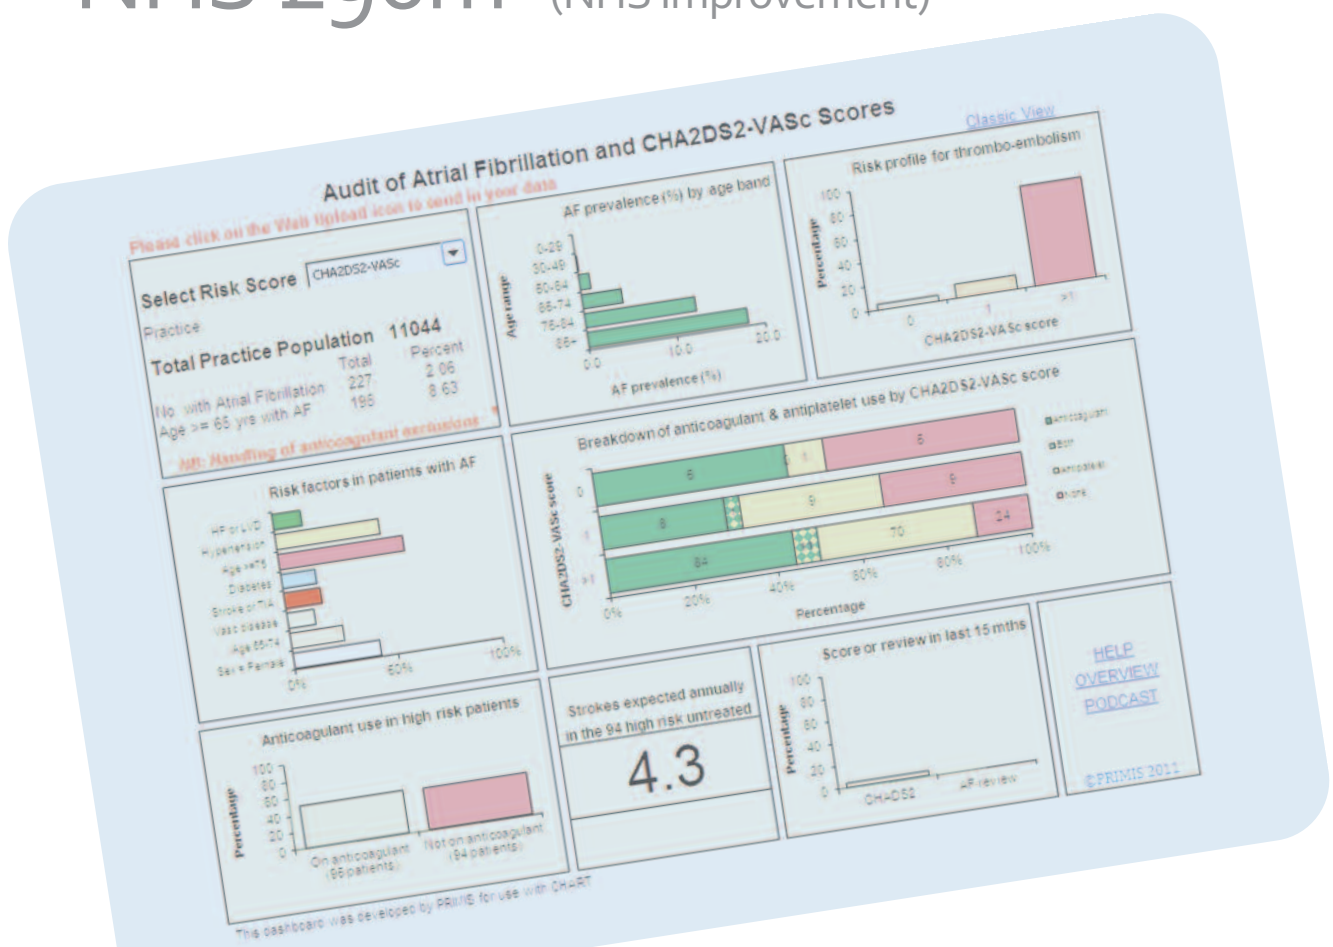 (NHS Improvement)
Audit of Atrial Fibrillation and CHA2DS2-VASc Scores
Classic View
Please click on the Web Upload icon to send in your data
Select Risk Score CHA2DS2-VASc
Practice
Total Practice Population 11044
Total Percent
No. with Atrial Fibrillation 227 2.06
Age >= 65 yrs with AF 195 8.63
NB: Handling of anticoagulant exclusions
AF prevalence (%) by age band
Age range
0-29
30-49
75-84
85+
0.0 10.0 20.0
AF prevalence (%)
Risk profile for thrombo-embolism
Percentage
100
80
60
40
20
0
0 1 >1
CHA2DS2-VASc score
Risk factors in patients with AF
HF or LVD
Hypertension
Age >=75
Diabetes
Stroke or TIA
Vasc disease
Age 65-74
Sex = Female
0% 50% 100%
Breakdown of anticoagulant & antiplatelet use by CHA2DS2-VASc score
CHA2DS2-VASc score
0 6 0 1 6
1 8 9 9
>1 84 70 24
0% 20% 40% 60% 80% 100%
Percentage
Anticoagulant
Both
Antiplatelet
None
Anticoagulant use in high risk patients
Percentage
100
80
60
40
20
0
On anticoagulant Not on anticoagulant
(94 patients)
Strokes expected annually
in the 94 high risk untreated
4.3
Score or review in last 15 mths
Percentage
100
80
60
40
20
0
CHADS2 AF review
HELP
OVERVIEW
PODCAST
©PRIMIS 2011
This dashboard was developed by PRIMIS for use with CHART